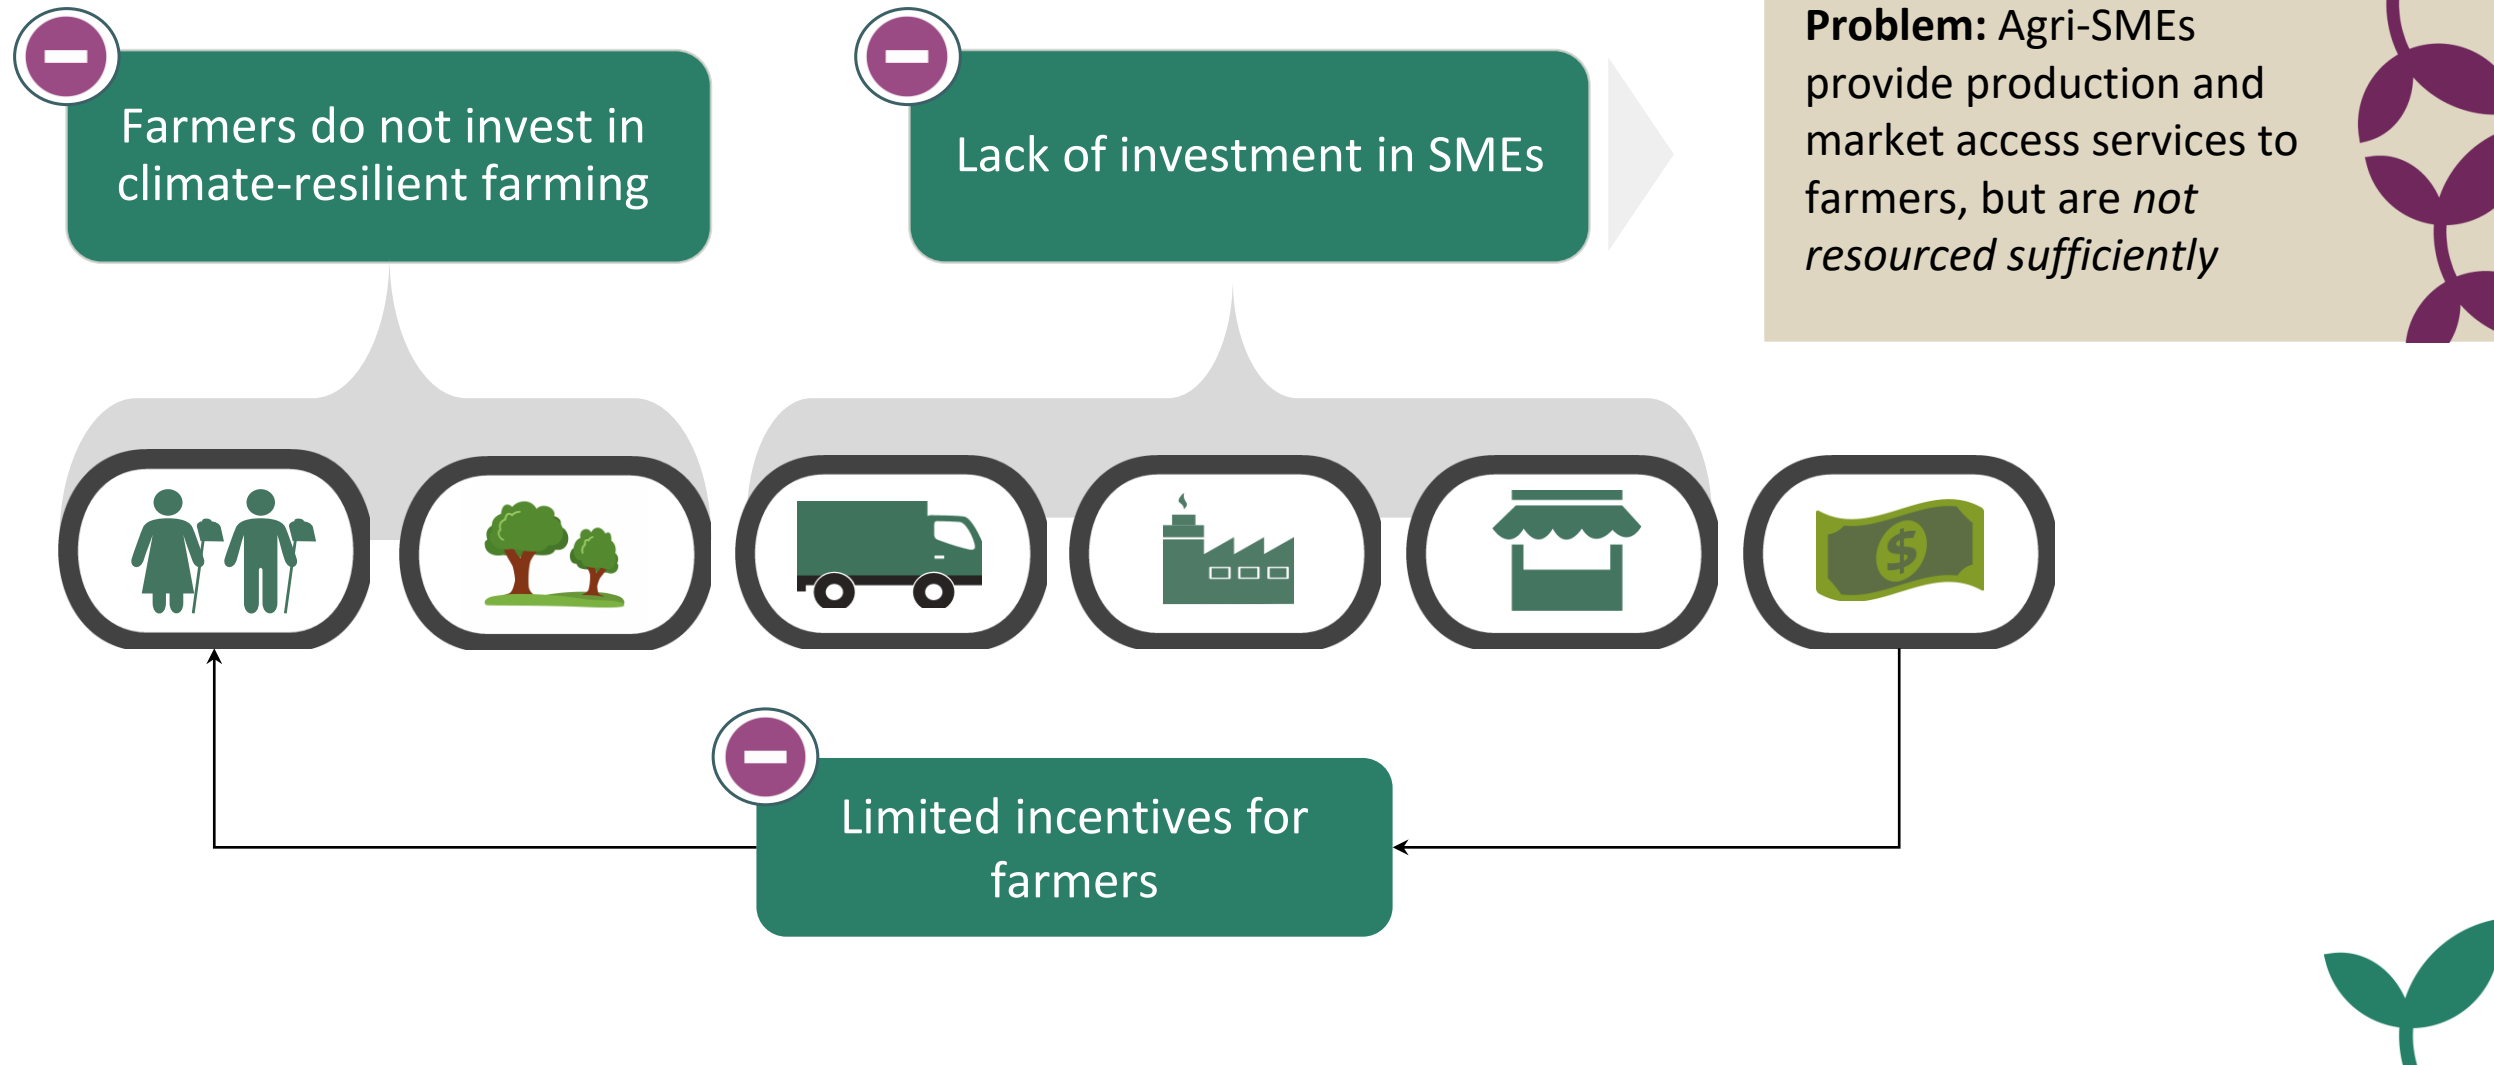 Farmers do not invest in
climate-resilient farming
Lack of investment in SMEs
Problem: Agri-SMEs
provide production and
market access services to
farmers, but are not
resourced sufficiently
$
Limited incentives for
farmers